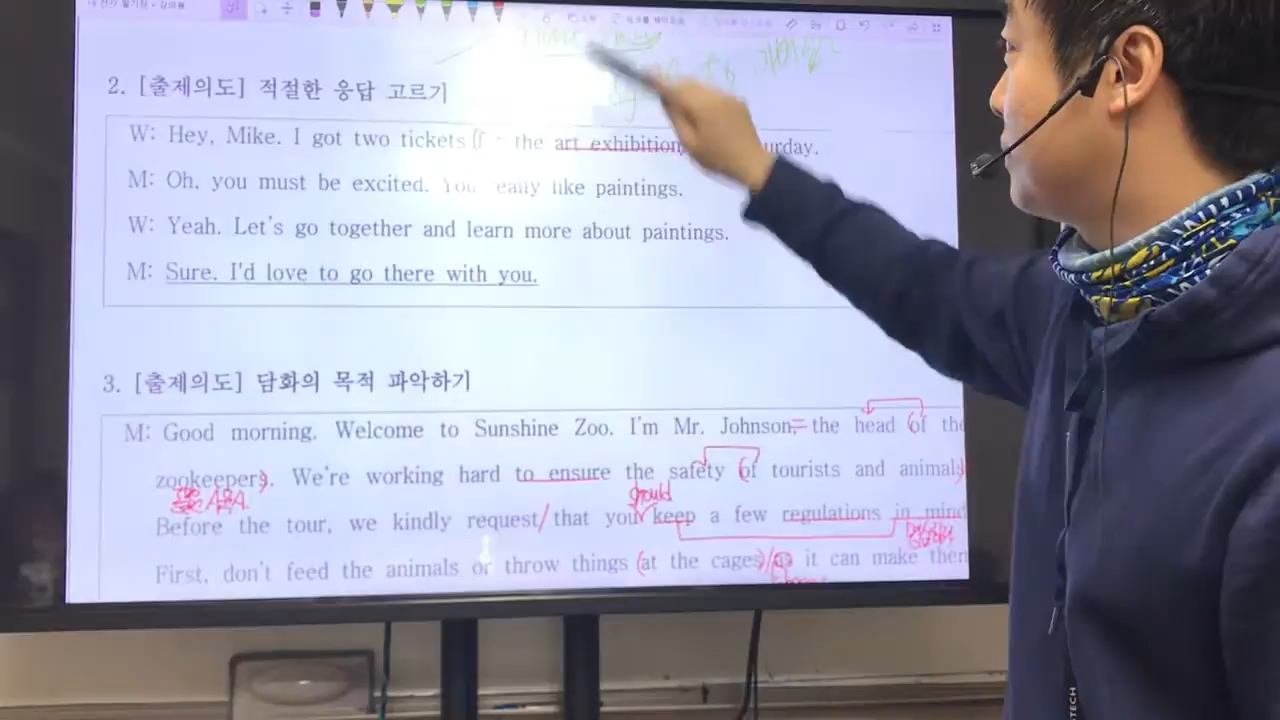 2. [출제의도] 적절한 응답 고르기
W: Hey, Mike. I got two tickets the art exhibition, urday.
M: Oh, you must be excited. You eally like paintings.
W: Yeah. Let's go together and learn more about paintings.
M: Sure. I'd love to go there with you.
3. [출제의도] 담화의 목적 파악하기
M: Good morning. Welcome to Sunshine Zoo. I'm Mr. Johnson, = the head of the
zookeepers. We're working hard to ensure the safety of tourists and animals.
should
Before the tour, we kindly request/ that you keep a few regulations in mind
First, don't feed the animals or throw things (at the cages)/as it can make them
TECH